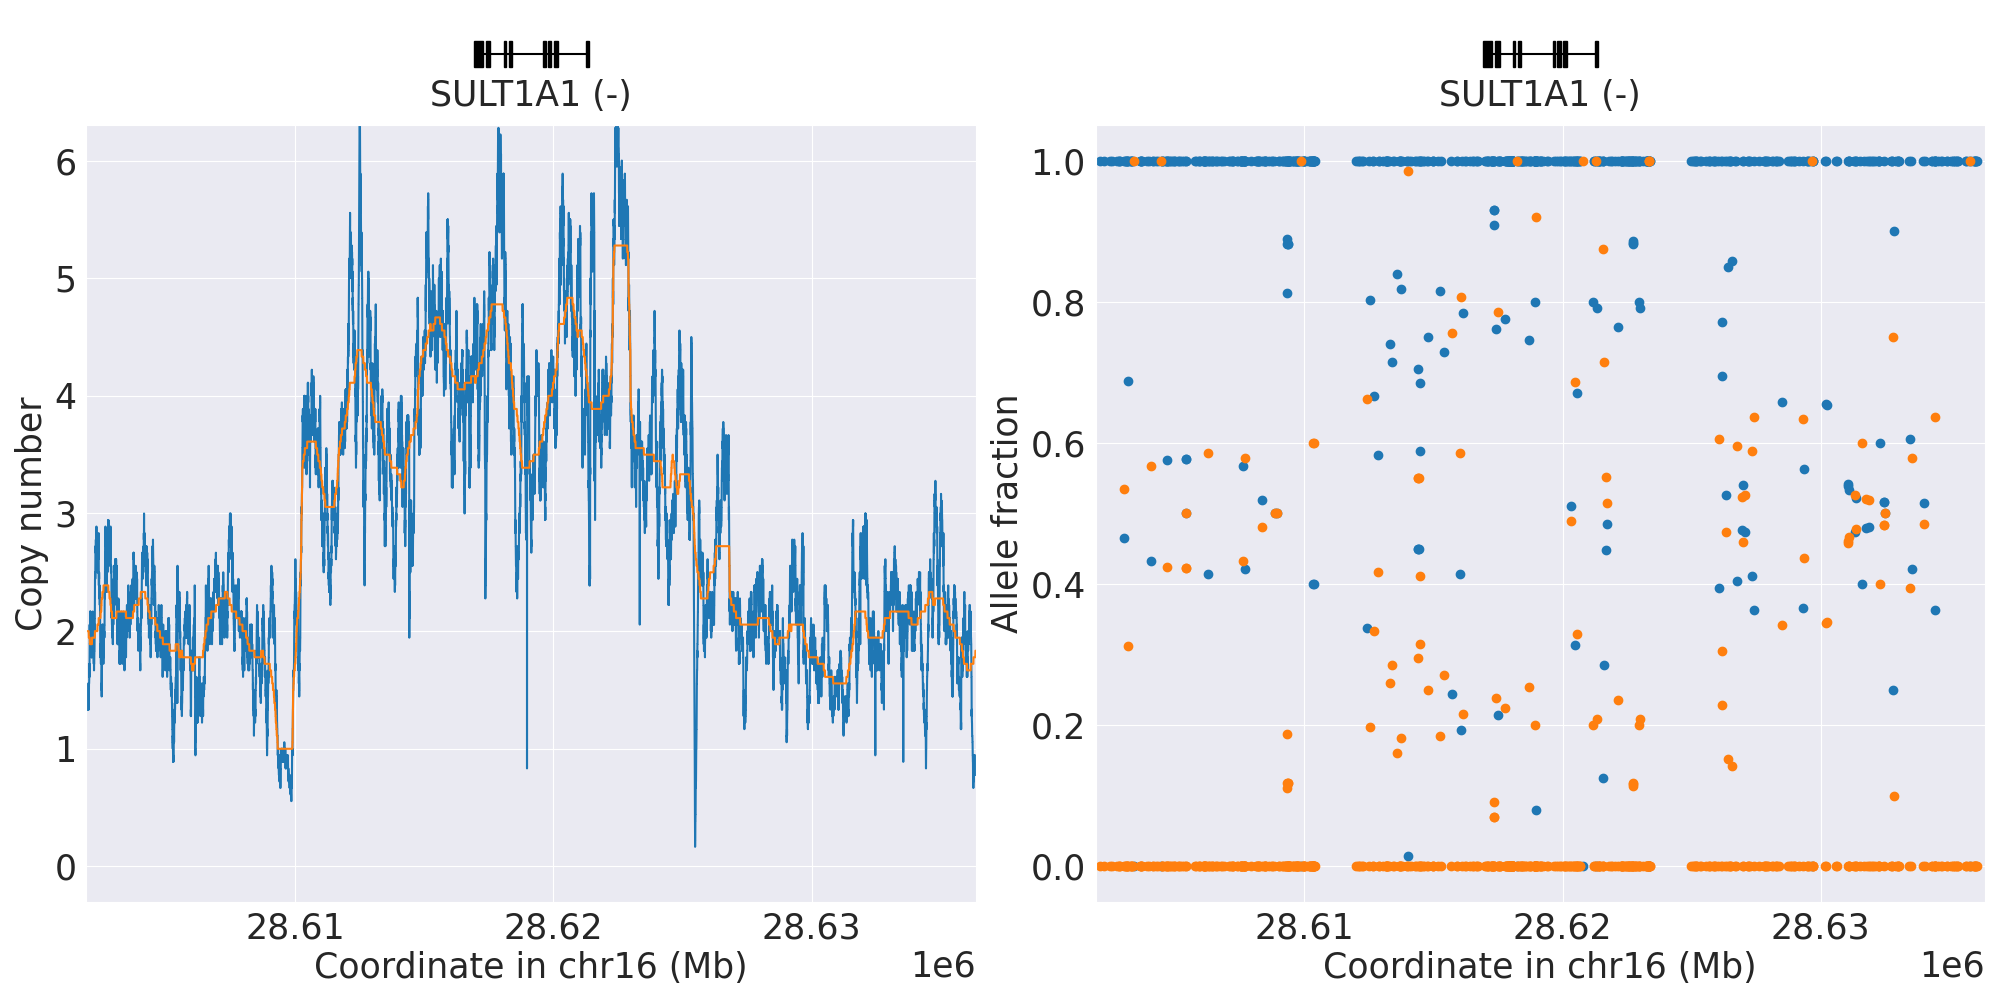 SULT1A1 (-)
Copy number
6
5
4
3
2
1
0
28.61
28.62
28.63
Coordinate in chr16 (Mb)
1e6
SULT1A1 (-)
Allele fraction
1.0
0.8
0.6
0.4
0.2
0.0
28.61
28.62
28.63
Coordinate in chr16 (Mb)
1e6